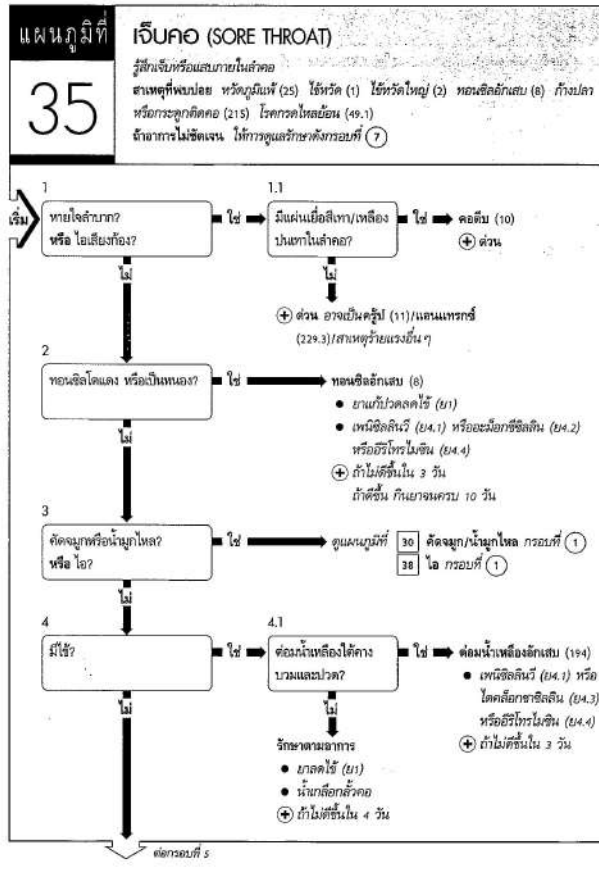 แผนภูมิที่
35
เจ็บคอ (SORE THROAT)
รู้สึกเจ็บหรือแสบภายในลำคอ
สาเหตุที่พบบ่อย หวัดภูมิแพ้ (25) ไข้หวัด (1) ไข้หวัดใหญ่ (2) ทอนซิลอักเสบ (8) ก้างปลา
หรือกระดูกติดคอ (215) โรคกรดไหลย้อน (49.1)
ถ้าอาการไม่ชัดเจน ให้การดูแลรักษาดังกรอบที่ 7
เริ่ม
1
หายใจลำบาก?
หรือ ไอเสียงก้อง?
ใช่
1.1
มีแผ่นเยื่อสีเทา/เหลือง
ปนเทาในลำคอ?
ใช่
คอตีบ (10)
+ ด่วน
ไม่
ไม่
+ ด่วน อาจเป็นครู้ป (11)/แอนแทรกซ์
(229.3)/สาเหตุร้ายแรงอื่นๆ
2
ทอนซิลโตแดง หรือเป็นหนอง?
ใช่
ทอนซิลอักเสบ (8)
• ยาแก้ปวดลดไข้ (ย1)
• เพนิซิลลินวี (ย4.1) หรืออะม็อกซีซิลลิน (ย4.2)
หรืออีริโทรไมซิน (ย4.4)
+ ถ้าไม่ดีขึ้นใน 3 วัน
ถ้าดีขึ้น กินยาจนครบ 10 วัน
ไม่
3
คัดจมูกหรือน้ำมูกไหล?
หรือ ไอ?
ใช่
ดูแผนภูมิที่ 30 คัดจมูก/น้ำมูกไหล กรอบที่ 1
38 ไอ กรอบที่ 1
ไม่
4
มีไข้?
ใช่
4.1
ต่อมน้ำเหลืองใต้คาง
บวมและปวด?
ใช่
ต่อมน้ำเหลืองอักเสบ (194)
• เพนิซิลลินวี (ย4.1) หรือ
ไดคล็อกซาซิลลิน (ย4.3)
หรืออีริโทรไมซิน (ย4.4)
+ ถ้าไม่ดีขึ้นใน 3 วัน
ไม่
ไม่
รักษาตามอาการ
• ยาลดไข้ (ย1)
• น้ำเกลือกลั้วคอ
+ ถ้าไม่ดีขึ้นใน 4 วัน
ต่อกรอบที่ 5